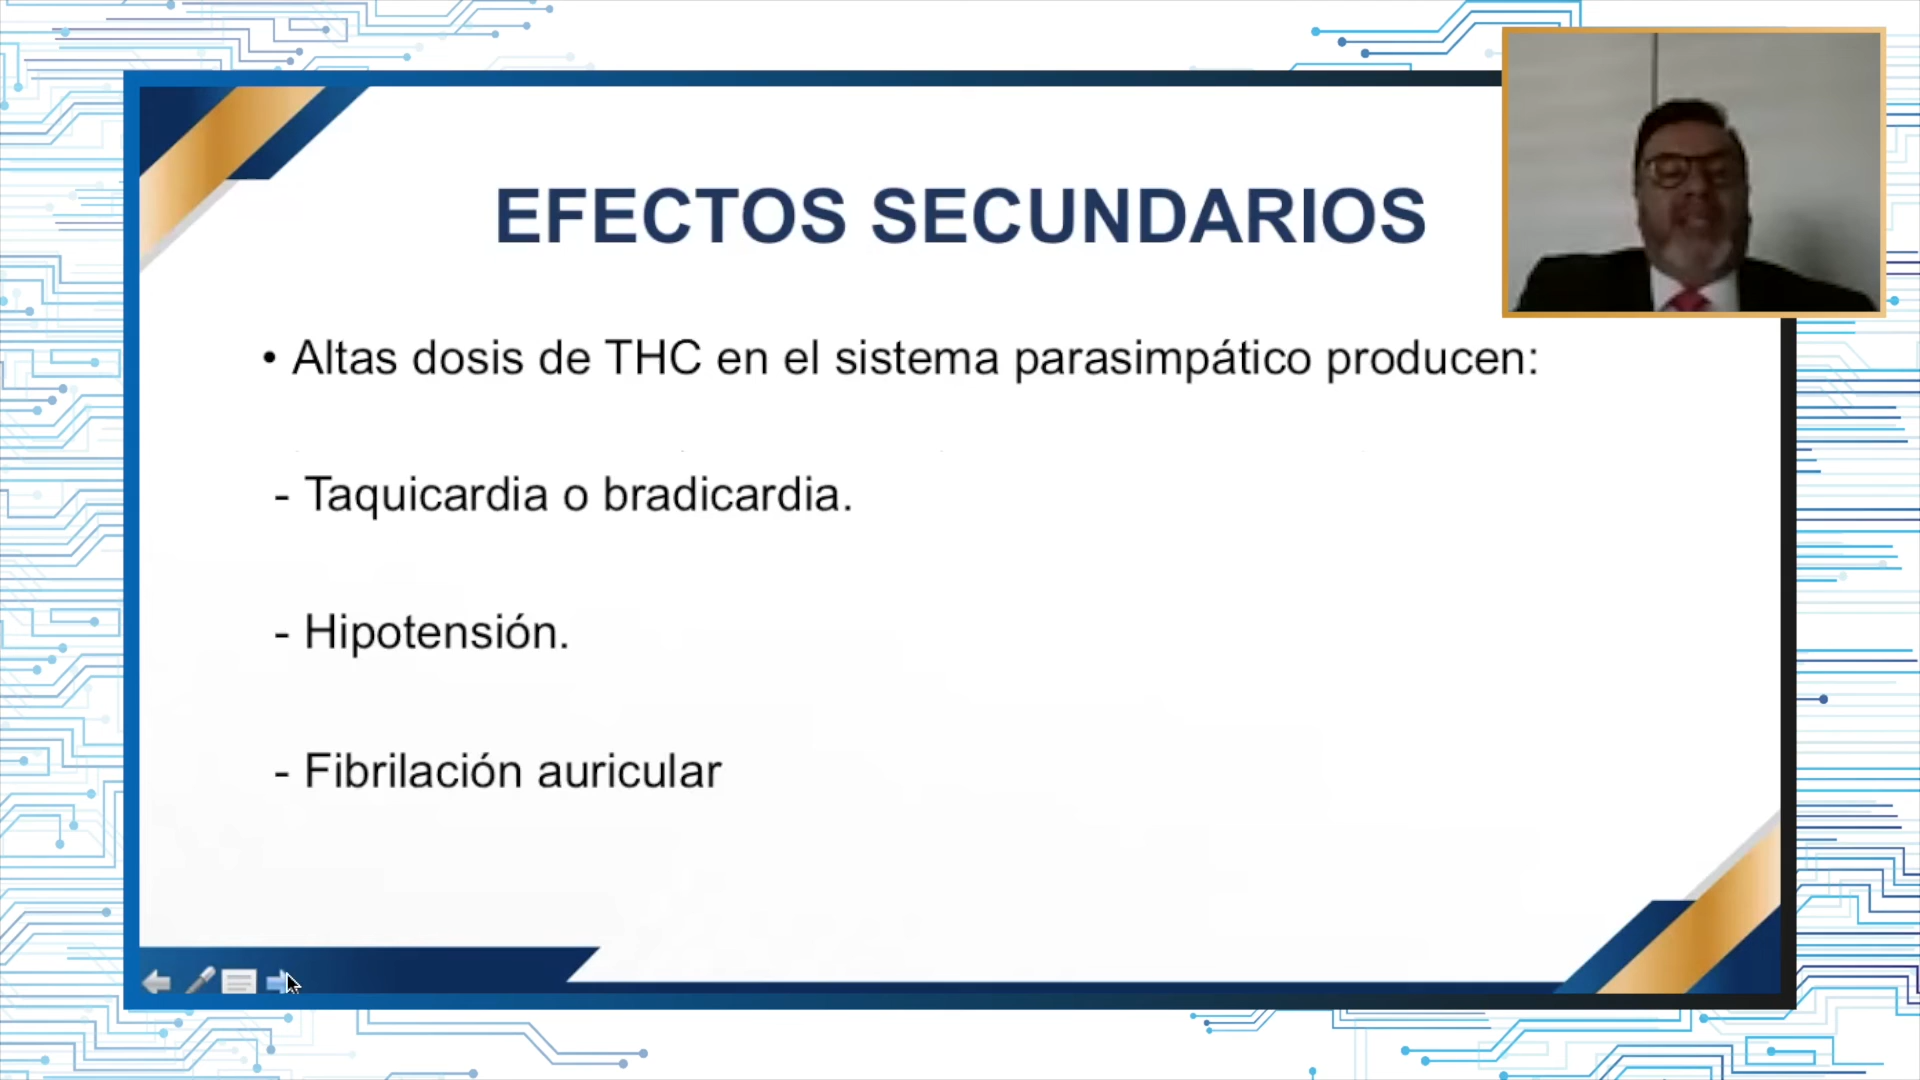 EFECTOS SECUNDARIOS
• Altas dosis de THC en el sistema parasimpático producen:
- Taquicardia o bradicardia.
- Hipotensión.
- Fibrilación auricular